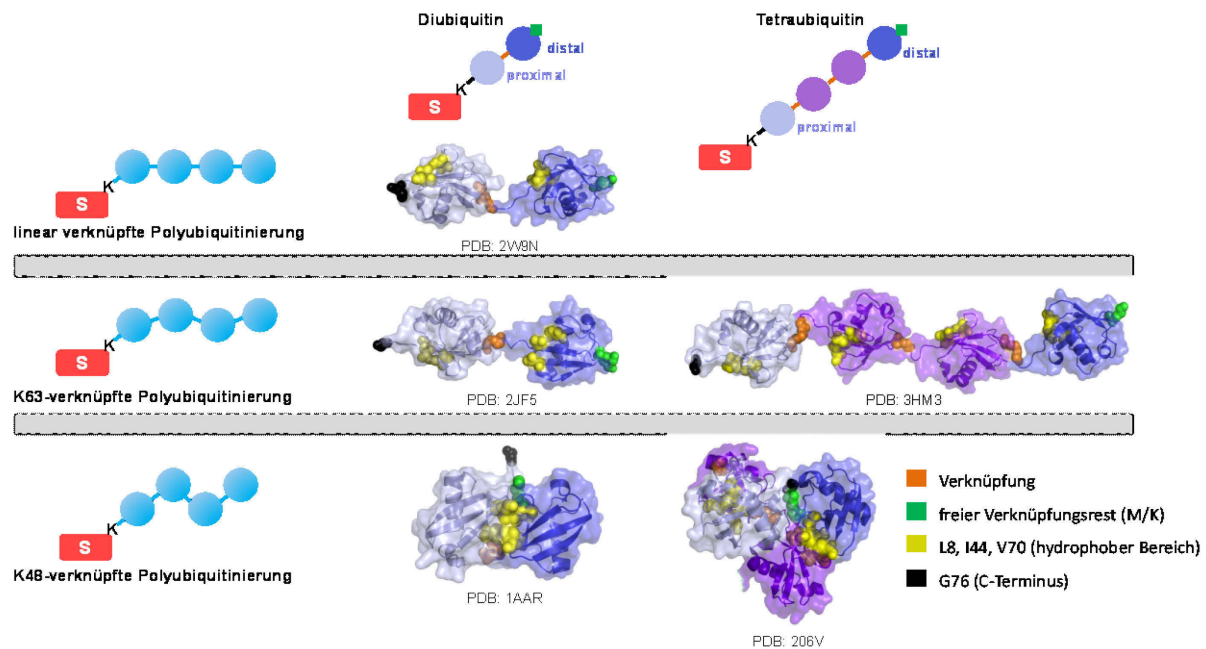 Diubiquitin
Tetraubiquitin
distal
distal
proximal
K
S
proximal
K
S
K
S
linear verknüpfte Polyubiquitinierung
PDB: 2W9N
K
S
K63-verknüpfte Polyubiquitinierung
PDB: 2JF5
PDB: 3HM3
K
S
K48-verknüpfte Polyubiquitinierung
PDB: 1AAR
PDB: 206V
Verknüpfung
freier Verknüpfungsrest (M/K)
L8, I44, V70 (hydrophober Bereich)
G76 (C-Terminus)